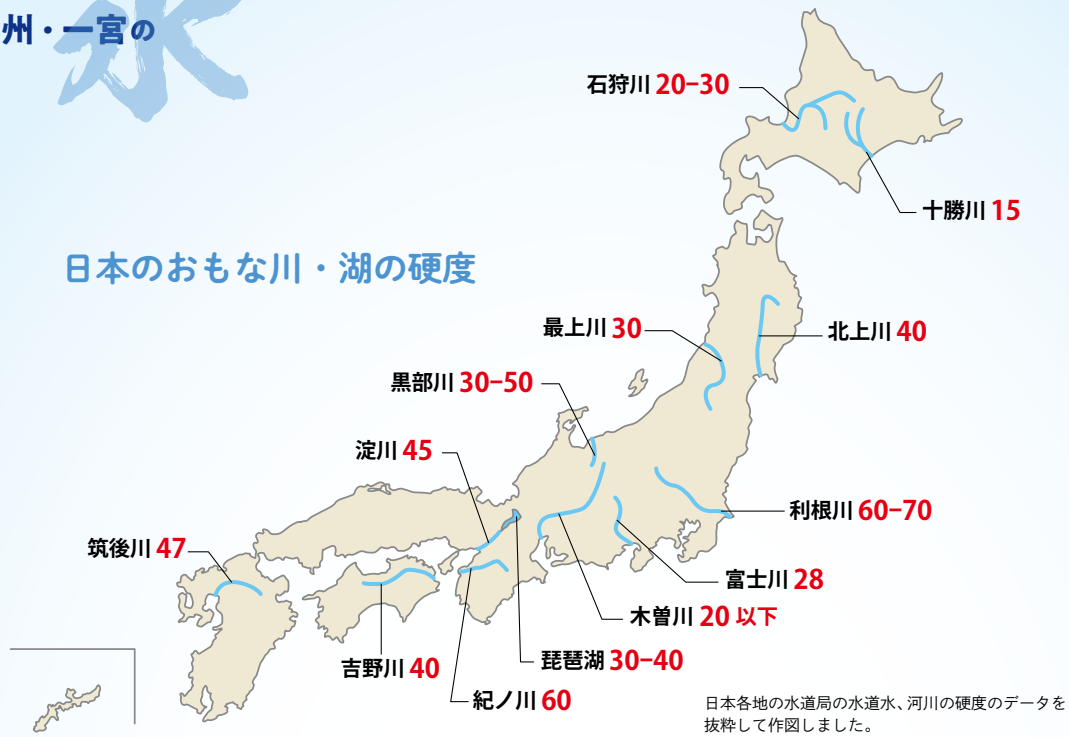 州・一宮の
水
石狩川 20-30
十勝川 15
日本のおもな川・湖の硬度
最上川 30
北上川 40
黒部川 30-50
淀川 45
利根川 60-70
筑後川 47
富士川 28
木曽川 20 以下
琵琶湖 30-40
吉野川 40
紀ノ川 60
日本各地の水道局の水道水、河川の硬度のデータを
抜粋して作図しました。